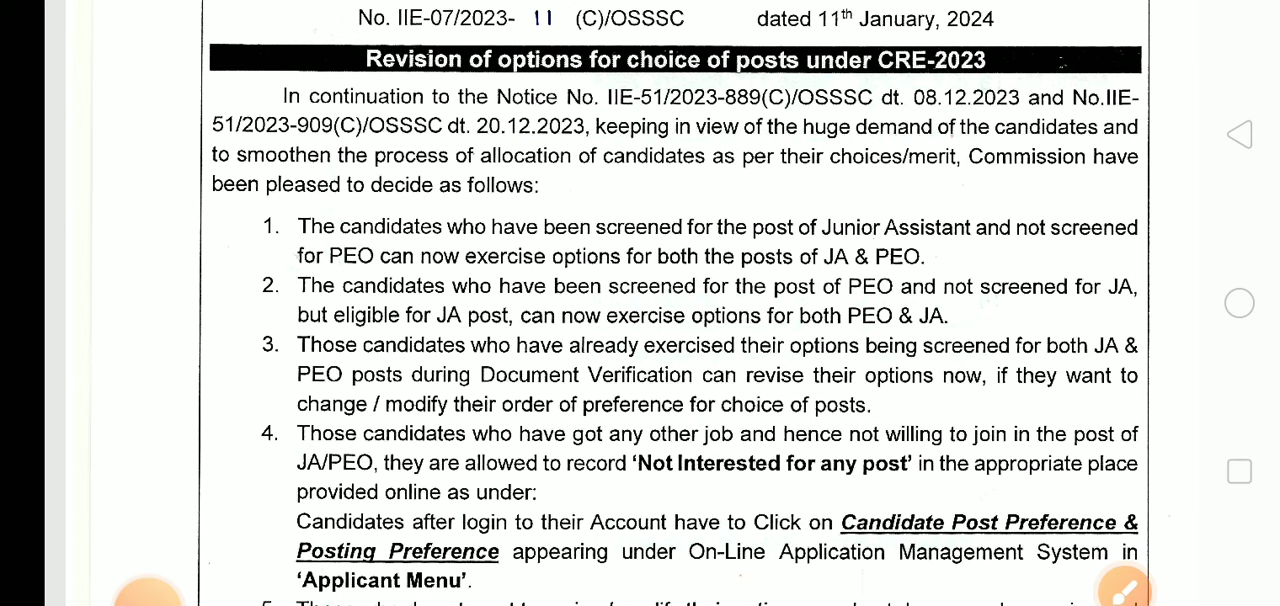 No. IIE-07/2023- 11 (C)/OSSSC dated 11th January, 2024
Revision of options for choice of posts under CRE-2023
In continuation to the Notice No. IIE-51/2023-889(C)/OSSSC dt. 08.12.2023 and No.IIE-
51/2023-909(C)/OSSSC dt. 20.12.2023, keeping in view of the huge demand of the candidates and
to smoothen the process of allocation of candidates as per their choices/merit, Commission have
been pleased to decide as follows:
1. The candidates who have been screened for the post of Junior Assistant and not screened
for PEO can now exercise options for both the posts of JA & PEO.
2. The candidates who have been screened for the post of PEO and not screened for JA,
but eligible for JA post, can now exercise options for both PEO & JA.
3. Those candidates who have already exercised their options being screened for both JA &
PEO posts during Document Verification can revise their options now, if they want to
change / modify their order of preference for choice of posts.
4. Those candidates who have got any other job and hence not willing to join in the post of
JA/PEO, they are allowed to record ‘Not Interested for any post’ in the appropriate place
provided online as under:
Candidates after login to their Account have to Click on Candidate Post Preference &
Posting Preference appearing under On-Line Application Management System in
‘Applicant Menu’.